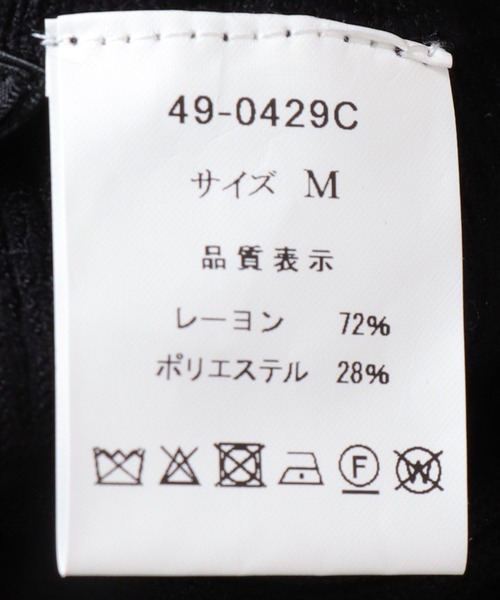 49-0429C
サイズ M
品質表示
レーヨン 72%
ポリエステル 28%
F W